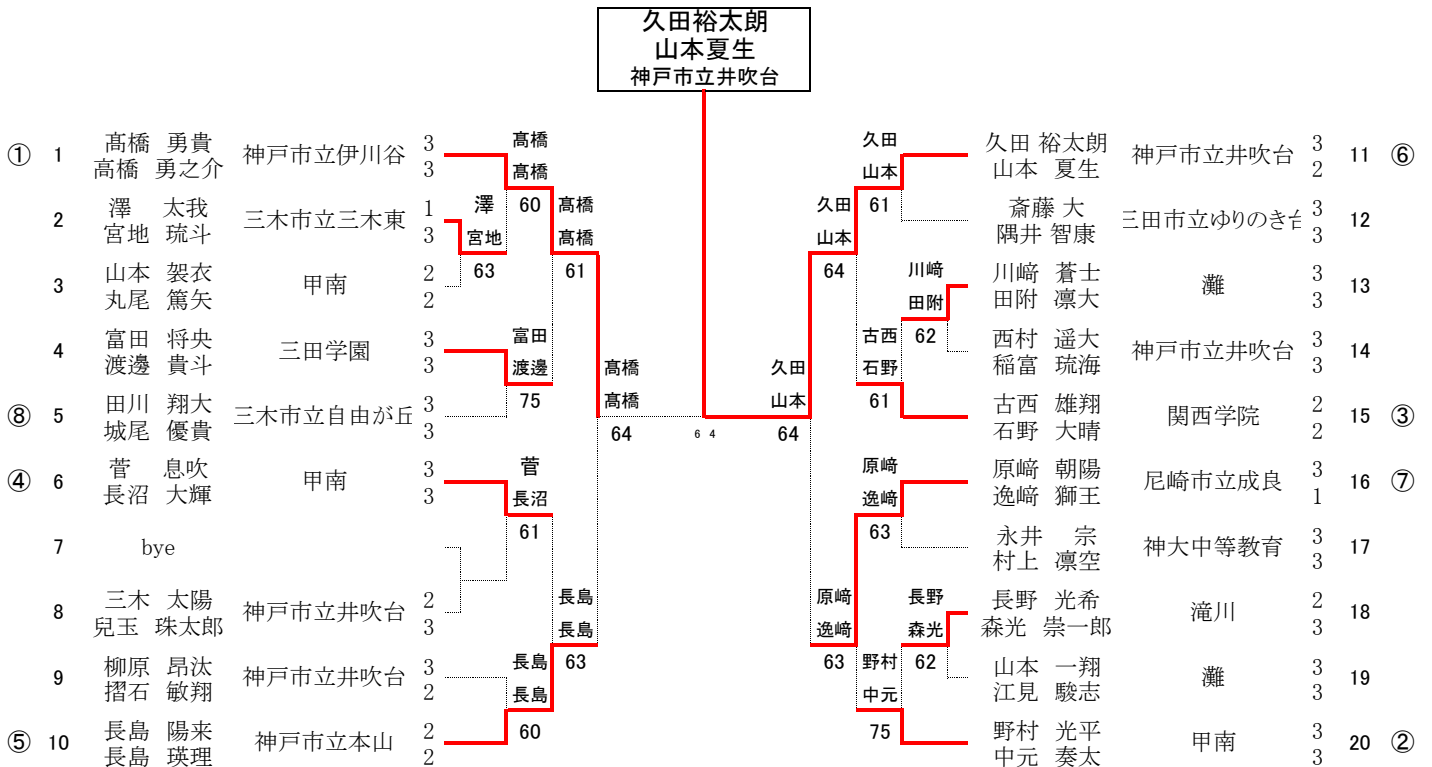 久田裕太朗
山本夏生
神戸市立井吹台
① 1 髙橋 勇貴 高橋 勇之介 神戸市立伊川谷 3 3
2 澤 太我 宮地 琉斗 三木市立三木東 1 3
3 山本 袈衣 丸尾 篤矢 甲南 2 2
4 富田 将央 渡邊 貴斗 三田学園 3 3
⑧ 5 田川 翔大 城尾 優貴 三木市立自由が丘 3 3
④ 6 菅 息吹 長沼 大輝 甲南 3 3
7 bye
8 三木 太陽 兒玉 珠太郎 神戸市立井吹台 2 3
9 柳原 昂汰 摺石 敏翔 神戸市立井吹台 3 2
⑤ 10 長島 陽来 長島 瑛理 神戸市立本山 2 2
髙橋
髙橋
60
澤
宮地
63
髙橋
髙橋
61
富田
渡邊
75
髙橋
髙橋
64
菅
長沼
61
長島
長島
63
長島
長島
60
6 4
久田
山本
64
久田
山本
64
久田
山本
61
川﨑
田附
62
古西
石野
61
原﨑
逸﨑
63
原﨑
逸﨑
63
長野
森光
62
野村
中元
75
久田 裕太朗 山本 夏生 神戸市立井吹台 3 2 11 ⑥
斎藤 大 隅井 智康 三田市立ゆりのき台 3 3 12
川﨑 蒼士 田附 凛大 灘 3 3 13
西村 遥大 稲富 琉海 神戸市立井吹台 3 3 14
古西 雄翔 石野 大晴 関西学院 2 2 15 ③
原﨑 朝陽 逸﨑 獅王 尼崎市立成良 3 1 16 ⑦
永井 宗 村上 凛空 神大中等教育 3 3 17
長野 光希 森光 崇一郎 滝川 2 3 18
山本 一翔 江見 駿志 灘 3 3 19
野村 光平 中元 奏太 甲南 3 3 20 ②